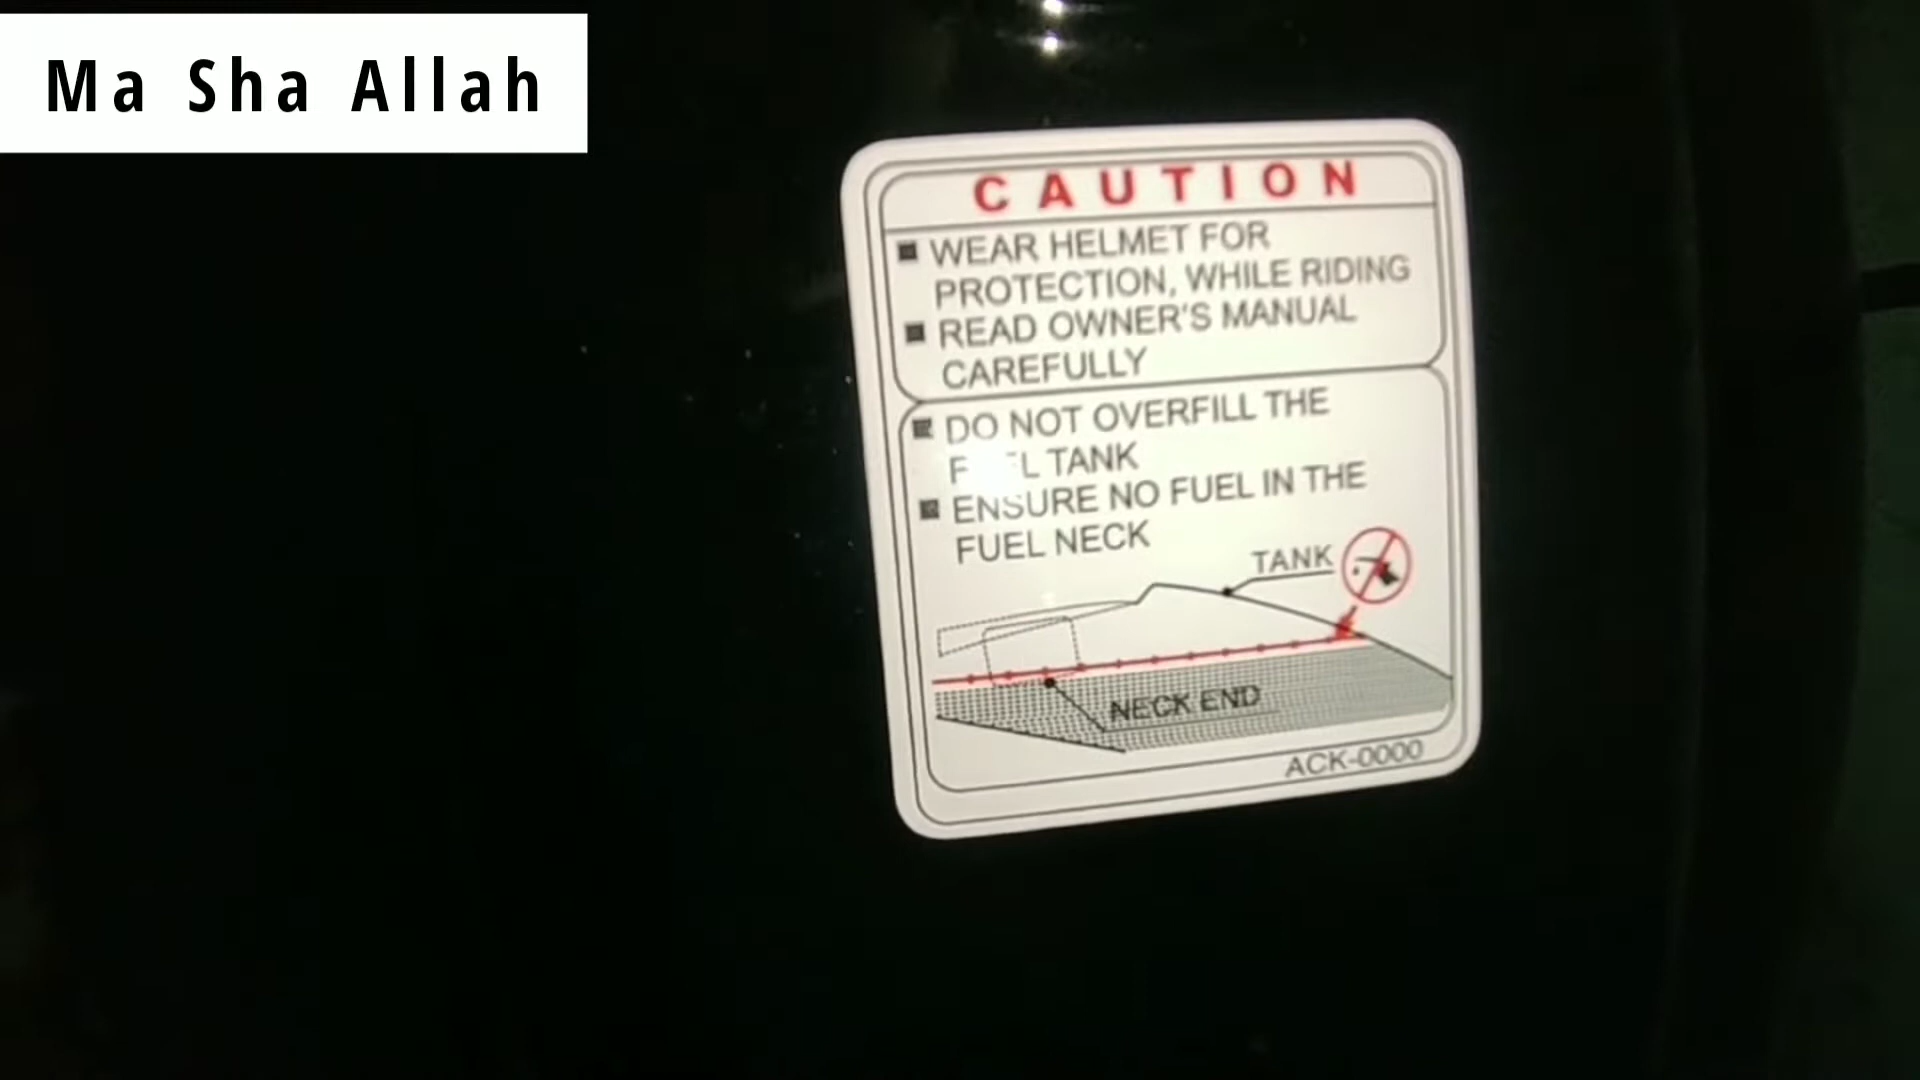 Ma Sha Allah
CAUTION
WEAR HELMET FOR
PROTECTION, WHILE RIDING
READ OWNER'S MANUAL
CAREFULLY
DO NOT OVERFILL THE
TANK
ENSURE NO FUEL IN THE
FUEL NECK
TANK
NECK END
ACK-0000